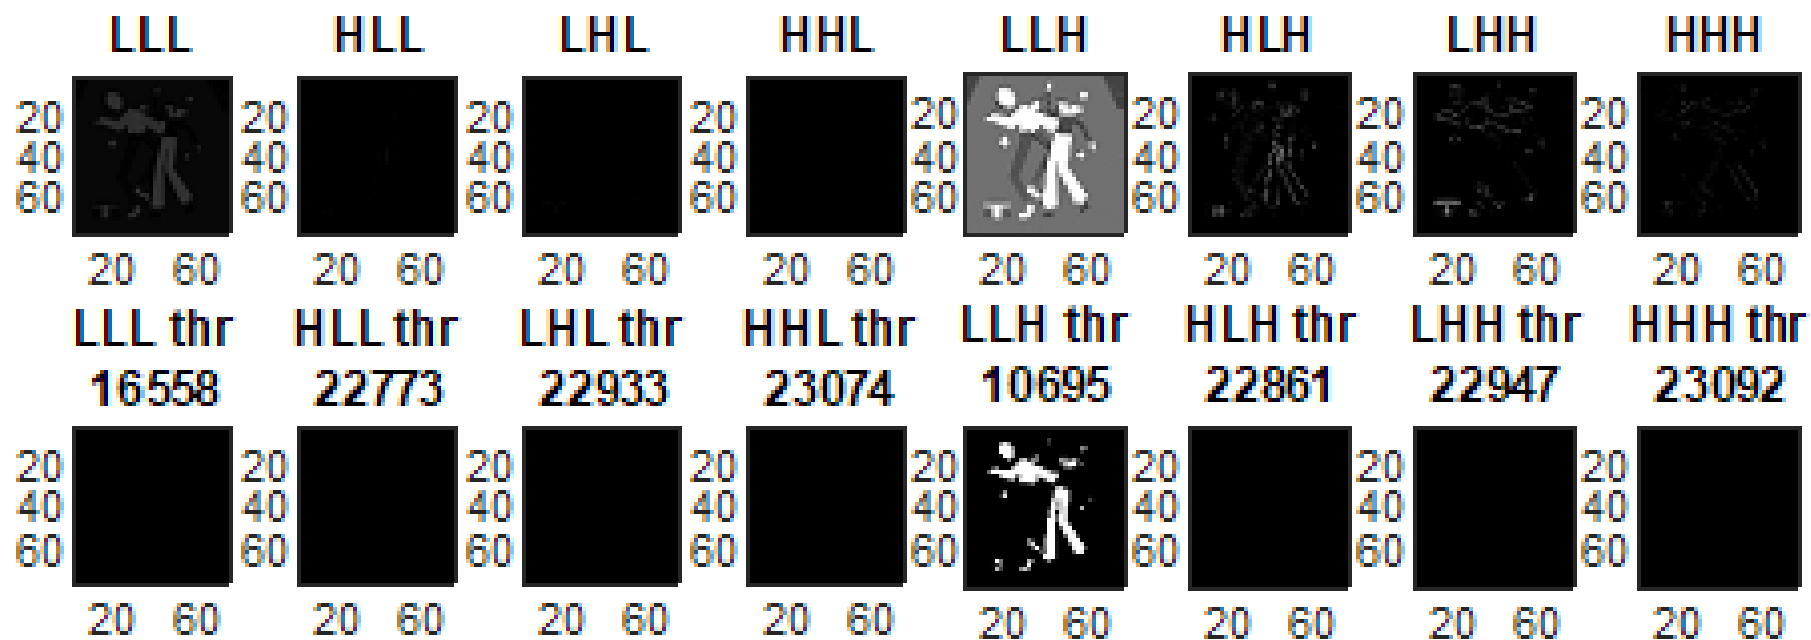 LLL HLL LHL HHL LLH HLH LHH HHH
20 20 20 20 20 20 20 20
40 40 40 40 40 40 40 40
60 60 60 60 60 60 60 60
20 60 20 60 20 60 20 60 20 60 20 60 20 60 20 60
LLL thr HLL thr LHL thr HHL thr LLH thr HLH thr LHH thr HHH thr
16558 22773 22933 23074 10695 22861 22947 23092
20 20 20 20 20 20 20 20
40 40 40 40 40 40 40 40
60 60 60 60 60 60 60 60
20 60 20 60 20 60 20 60 20 60 20 60 20 60 20 60